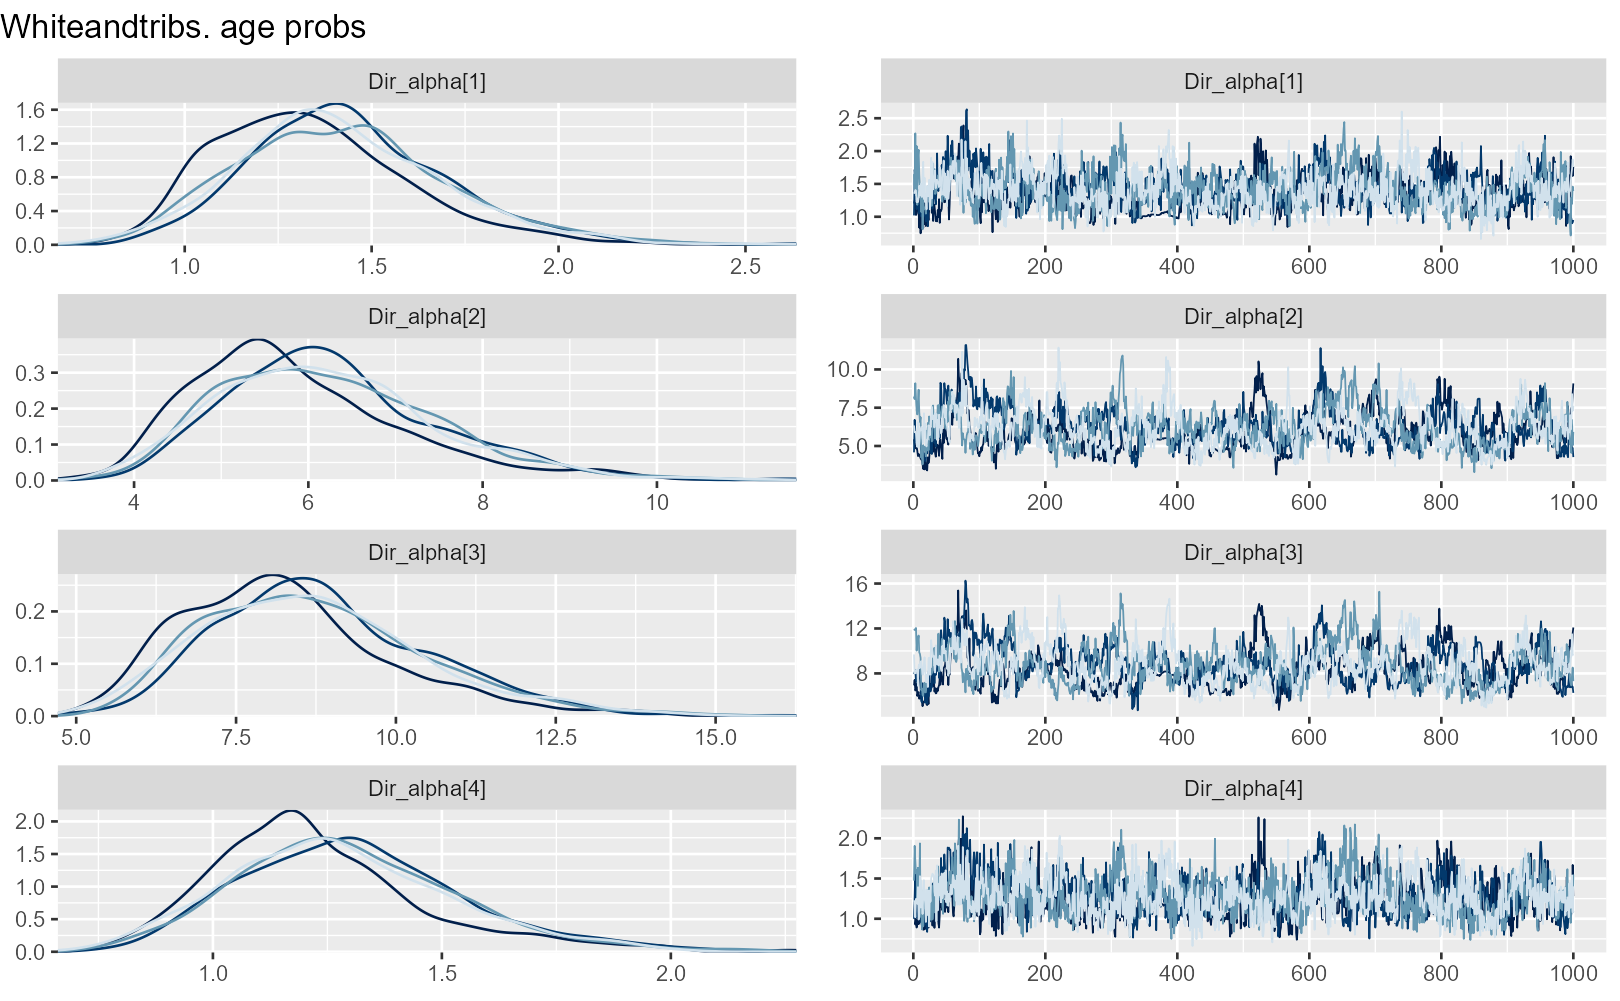 Whiteandtribs. age probs
Dir_alpha[1]
1.6
1.2
0.8
0.4
0.0
1.0 1.5 2.0 2.5
Dir_alpha[1]
2.5
2.0
1.5
1.0
0 200 400 600 800 1000
Dir_alpha[2]
0.3
0.2
0.1
0.0
4 6 8 10
Dir_alpha[2]
10.0
7.5
5.0
0 200 400 600 800 1000
Dir_alpha[3]
0.2
0.1
0.0
5.0 7.5 10.0 12.5 15.0
Dir_alpha[3]
16
12
8
0 200 400 600 800 1000
Dir_alpha[4]
2.0
1.5
1.0
0.5
0.0
1.0 1.5 2.0
Dir_alpha[4]
2.0
1.5
1.0
0 200 400 600 800 1000